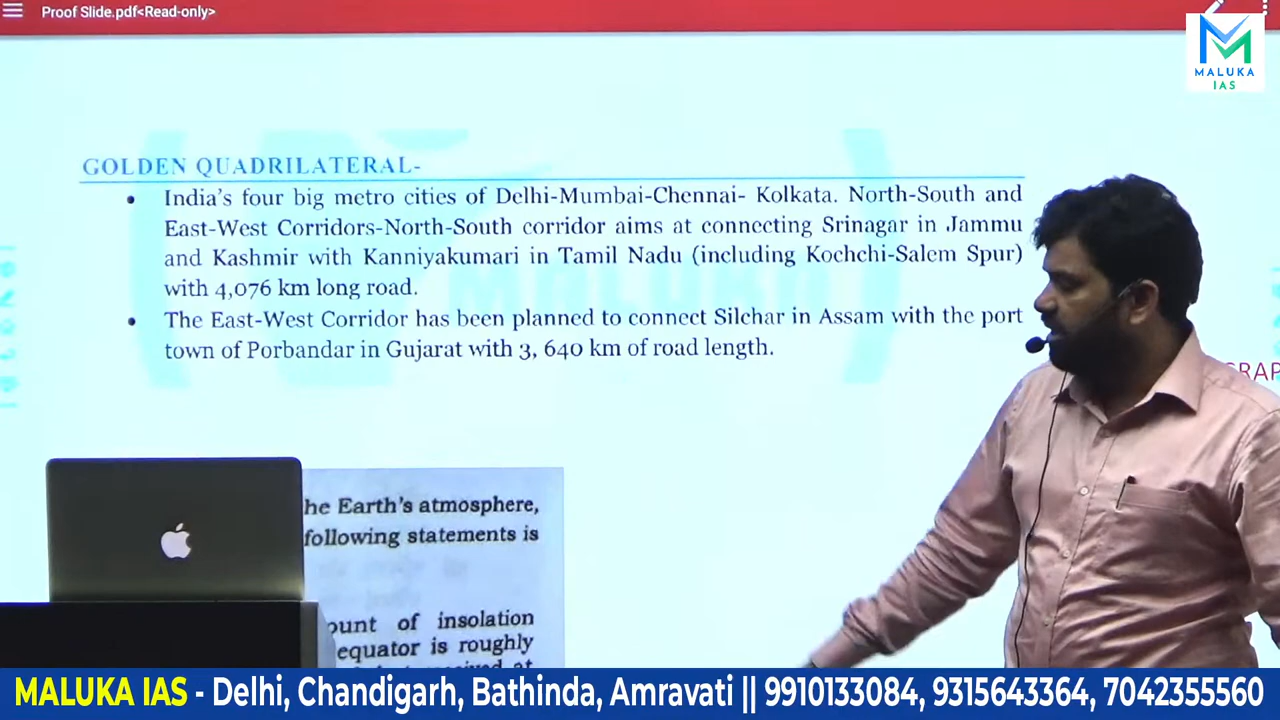 Proof Slide.pdf<Read-only>
MALUKA
IAS
GOLDEN QUADRILATERAL-
• India's four big metro cities of Delhi-Mumbai-Chennai- Kolkata. North-South and
East-West Corridors-North-South corridor aims at connecting Srinagar in Jammu
and Kashmir with Kanniyakumari in Tamil Nadu (including Kochchi-Salem Spur)
with 4,076 km long road.
• The East-West Corridor has been planned to connect Silchar in Assam with the port
town of Porbandar in Gujarat with 3, 640 km of road length.
he Earth's atmosphere,
following statements is
ount of insolation
equator is roughly
MALUKA IAS - Delhi, Chandigarh, Bathinda, Amravati || 9910133084, 9315643364, 7042355560